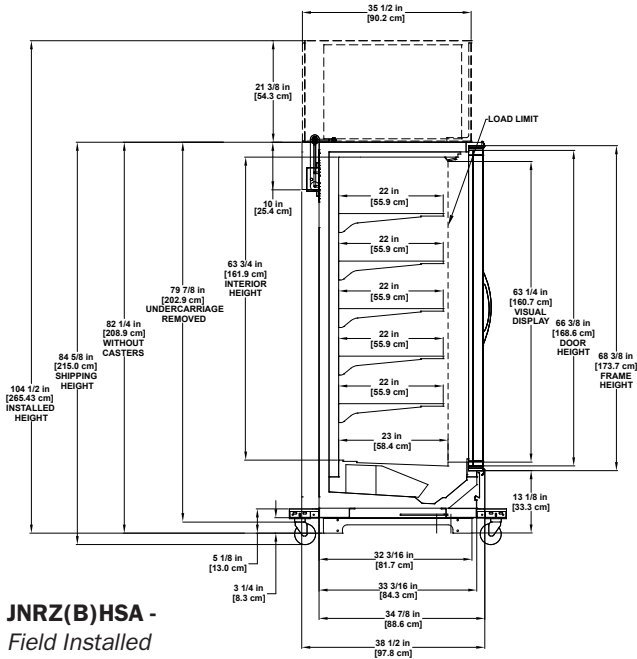 35 1/2 in
[90.2 cm]
21 3/8 in
[54.3 cm]
LOAD LIMIT
10 in
[25.4 cm]
22 in
[55.9 cm]
22 in
[55.9 cm]
22 in
[55.9 cm]
22 in
[55.9 cm]
22 in
[55.9 cm]
23 in
[58.4 cm]
63 3/4 in
[161.9 cm]
INTERIOR
HEIGHT
79 7/8 in
[202.9 cm]
UNDERCARRIAGE
REMOVED
82 1/4 in
[208.9 cm]
WITHOUT
CASTERS
84 5/8 in
[215.0 cm]
SHIPPING
HEIGHT
104 1/2 in
[265.43 cm]
INSTALLED
HEIGHT
63 1/4 in
[160.7 cm]
VISUAL
DISPLAY
66 3/8 in
[168.6 cm]
DOOR
HEIGHT
68 3/8 in
[173.7 cm]
FRAME
HEIGHT
13 1/8 in
[33.3 cm]
5 1/8 in
[13.0 cm]
3 1/4 in
[8.3 cm]
32 3/16 in
[81.7 cm]
33 3/16 in
[84.3 cm]
34 7/8 in
[88.6 cm]
38 1/2 in
[97.8 cm]
JNRZ(B)HSA -
Field Installed